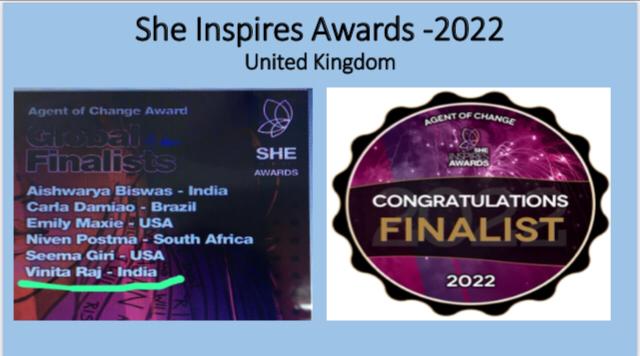 She Inspires Awards -2022
United Kingdom
Agent of Change Award
Global
Finalists
SHE
AWARDS
Aishwarya Biswas - India
Carla Damiao - Brazil
Emily Maxie - USA
Niven Postma - South Africa
Seema Giri - USA
Vinita Raj - India
AGENT OF CHANGE
SHE
INSPIRES
AWARDS
CONGRATULATIONS
FINALIST
2022